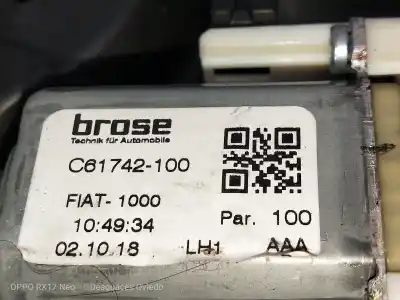 brose
Technik für Automobile
C61742-100
FIAT- 1000
10:49:34
Par. 100
02.10.18 LH1 AAA
OPPO RX17 Neo · © Desguaces Oviedo